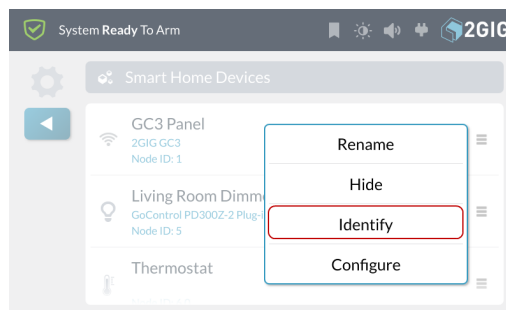 System Ready To Arm
2GIG
Smart Home Devices
GC3 Panel
2GIG GC3
Node ID: 1
Living Room Dimme
GoControl PD300Z-2 Plug-i
Node ID: 5
Thermostat
Rename
Hide
Identify
Configure